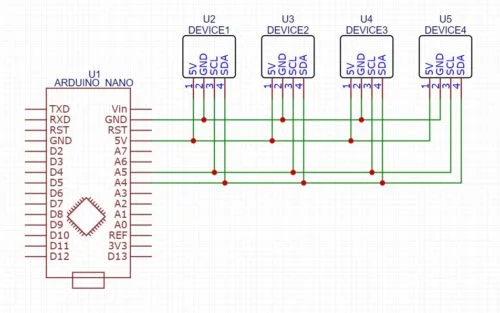 U2
DEVICE1
U3
DEVICE2
U4
DEVICE3
U5
DEVICE4
5V
GND
SCL
SDA
5V
GND
SCL
SDA
5V
GND
SCL
SDA
5V
GND
SCL
SDA
1 2 3 4
1 2 3 4
1 2 3 4
1 2 3 4
U1
ARDUINO NANO
TXD Vin
RXD GND
RST RST
GND 5V
D2 A7
D3 A6
D4 A5
D5 A4
D6 A3
D7 A2
D8 A1
D9 A0
D10 REF
D11 3V3
D12 D13